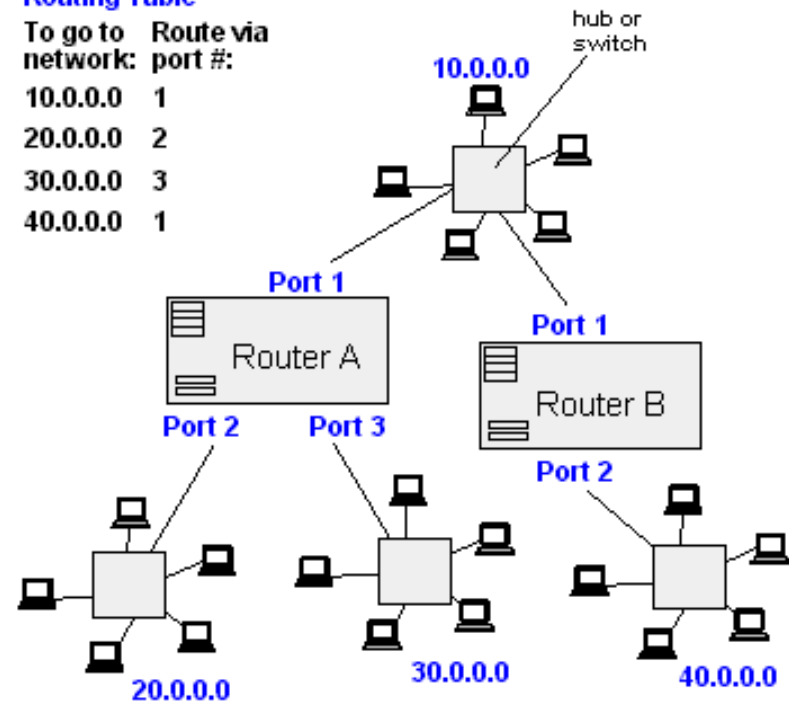 Routing Table
To go to Route via
network: port #:
10.0.0.0 1
20.0.0.0 2
30.0.0.0 3
40.0.0.0 1
hub or
switch
10.0.0.0
Port 1
Router A
Port 2 Port 3
Port 1
Router B
Port 2
20.0.0.0
30.0.0.0
40.0.0.0